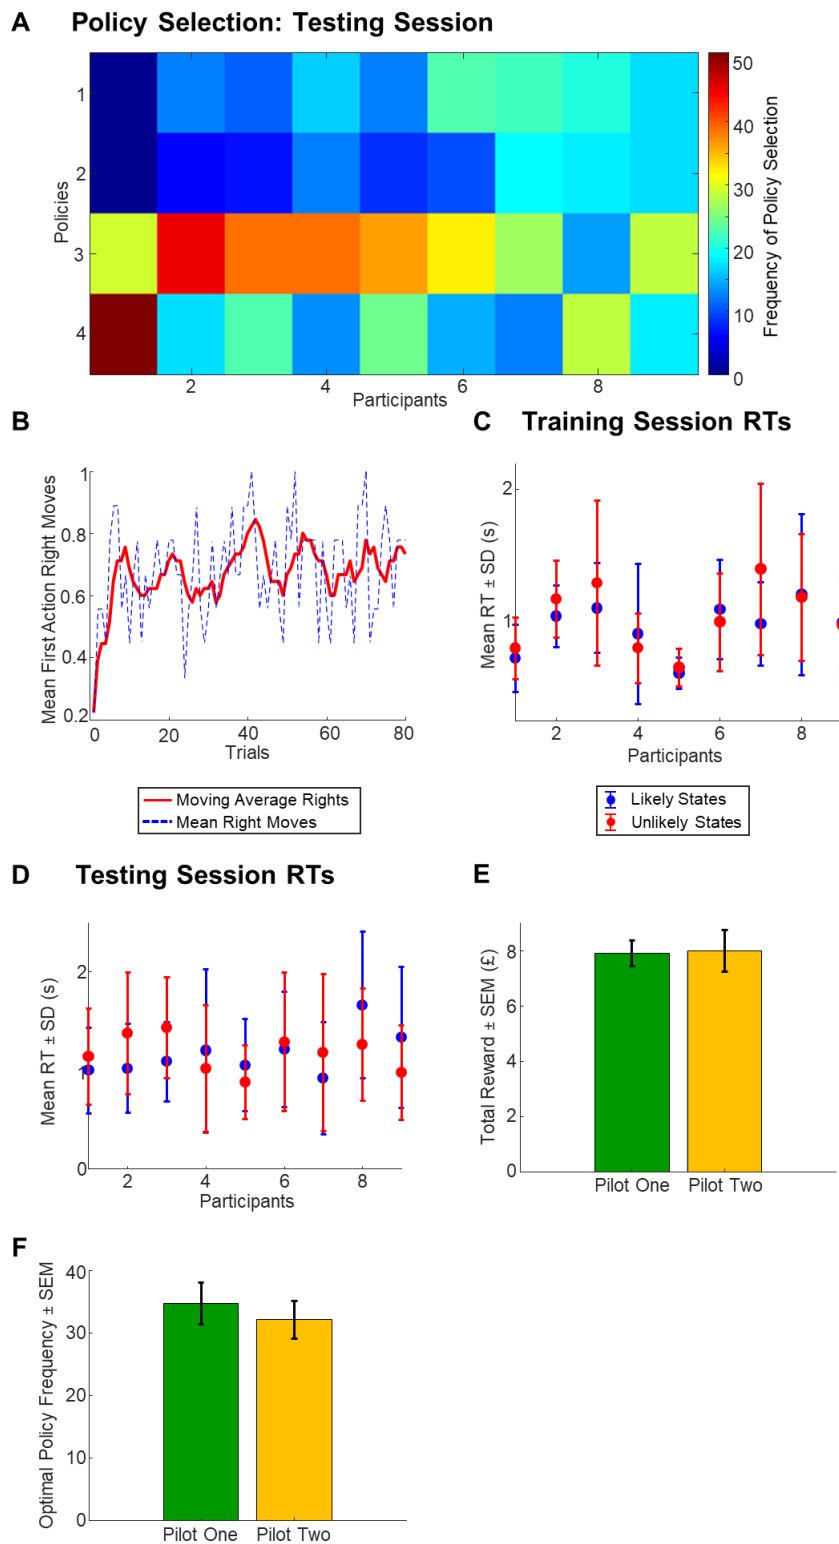 A Policy Selection: Testing Session
1
2
3
4
Policies
2
4
6
8
Participants
50
40
30
20
10
0
Frequency of Policy Selection
B
1
0.8
0.6
0.4
0.2
Mean First Action Right Moves
0
20
40
60
80
Trials
Moving Average Rights
Mean Right Moves
C Training Session RTs
2
1
Mean RT ± SD (s)
2
4
6
8
Participants
Likely States
Unlikely States
D Testing Session RTs
2
1
0
Mean RT ± SD (s)
2
4
6
8
Participants
E
8
6
4
2
0
Total Reward ± SEM (£)
Pilot One
Pilot Two
F
40
30
20
10
0
Optimal Policy Frequency ± SEM
Pilot One
Pilot Two